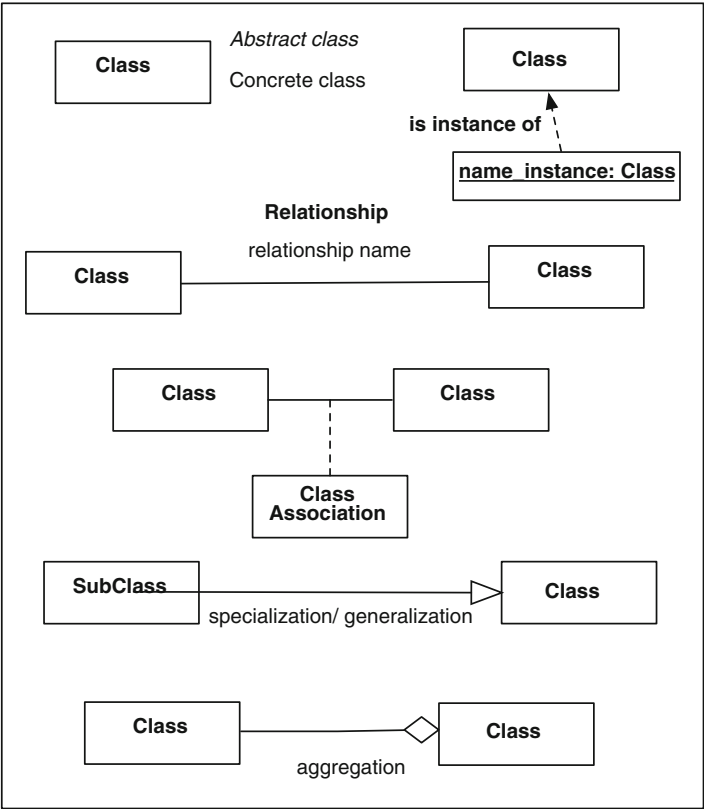 Class
Abstract class
Concrete class
Class
is instance of
name_instance: Class
Relationship
relationship name
Class
Class
Class
Class
Class
Association
SubClass
Class
specialization/ generalization
Class
Class
aggregation